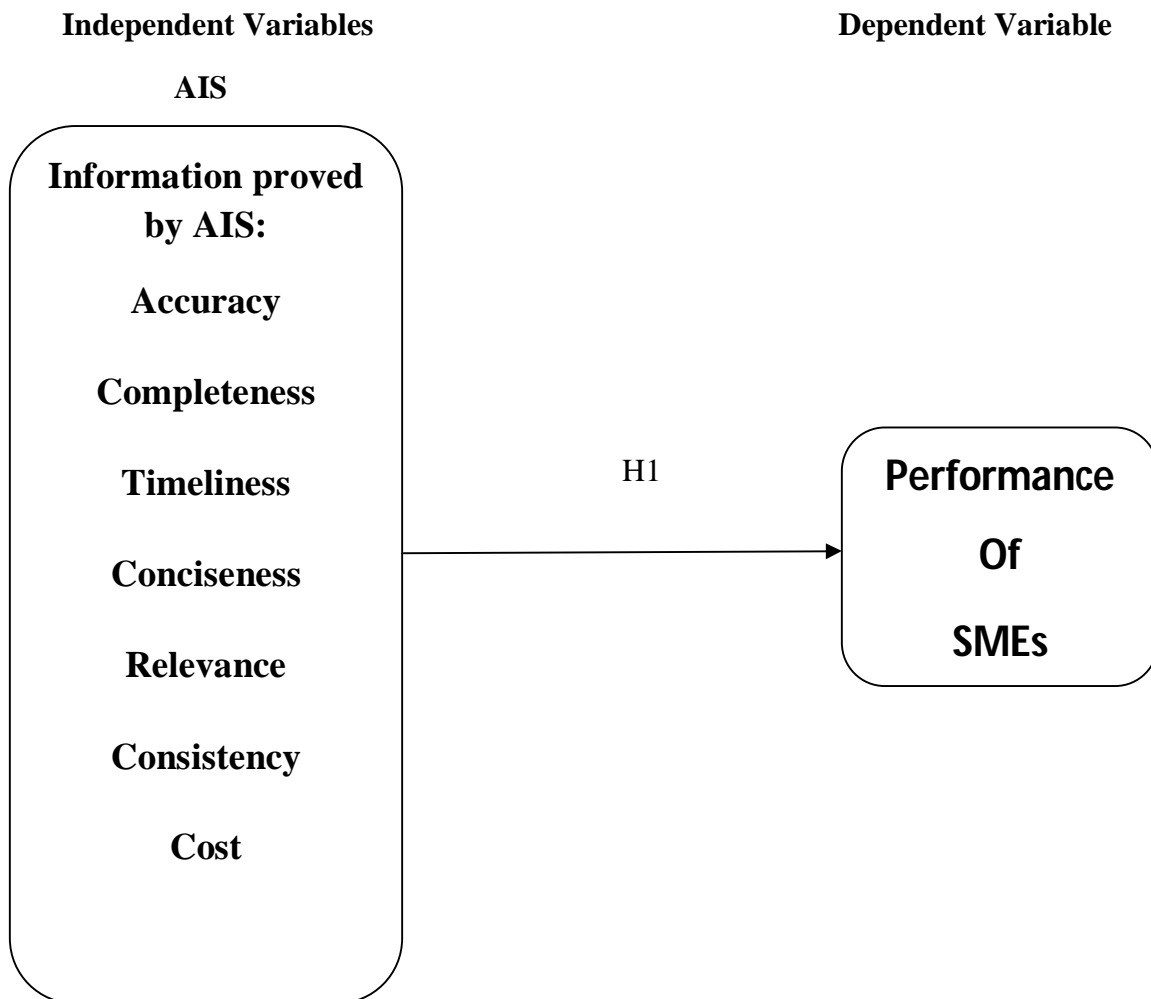 Independent Variables
Dependent Variable
AIS
Information proved
by AIS:
Accuracy
Completeness
Timeliness
Conciseness
Relevance
Consistency
Cost
H1
Performance
Of
SMEs